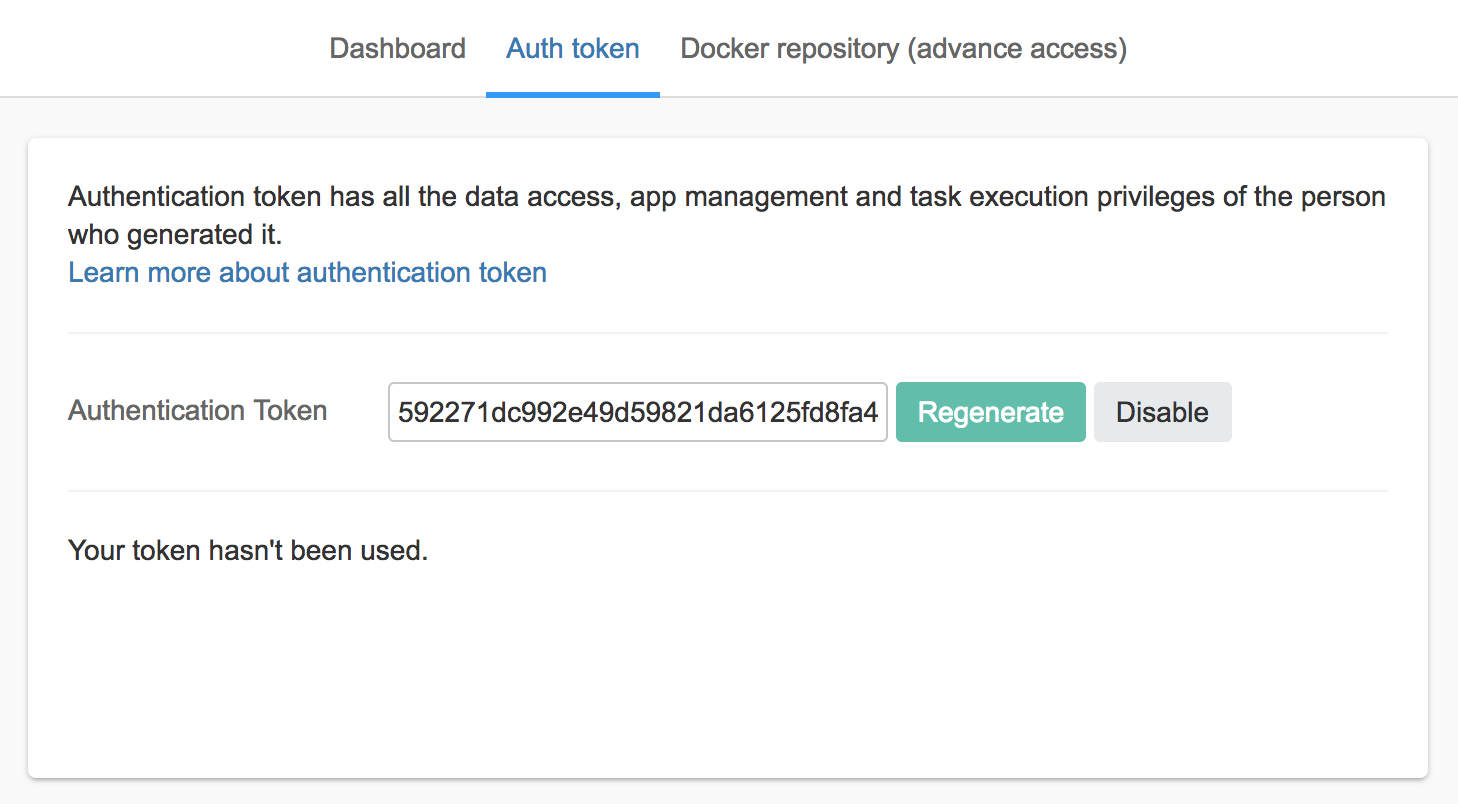 Dashboard Auth token Docker repository (advance access)
Authentication token has all the data access, app management and task execution privileges of the person
who generated it.
Learn more about authentication token
Authentication Token 592271dc992e49d59821da6125fd8fa4 Regenerate Disable
Your token hasn't been used.